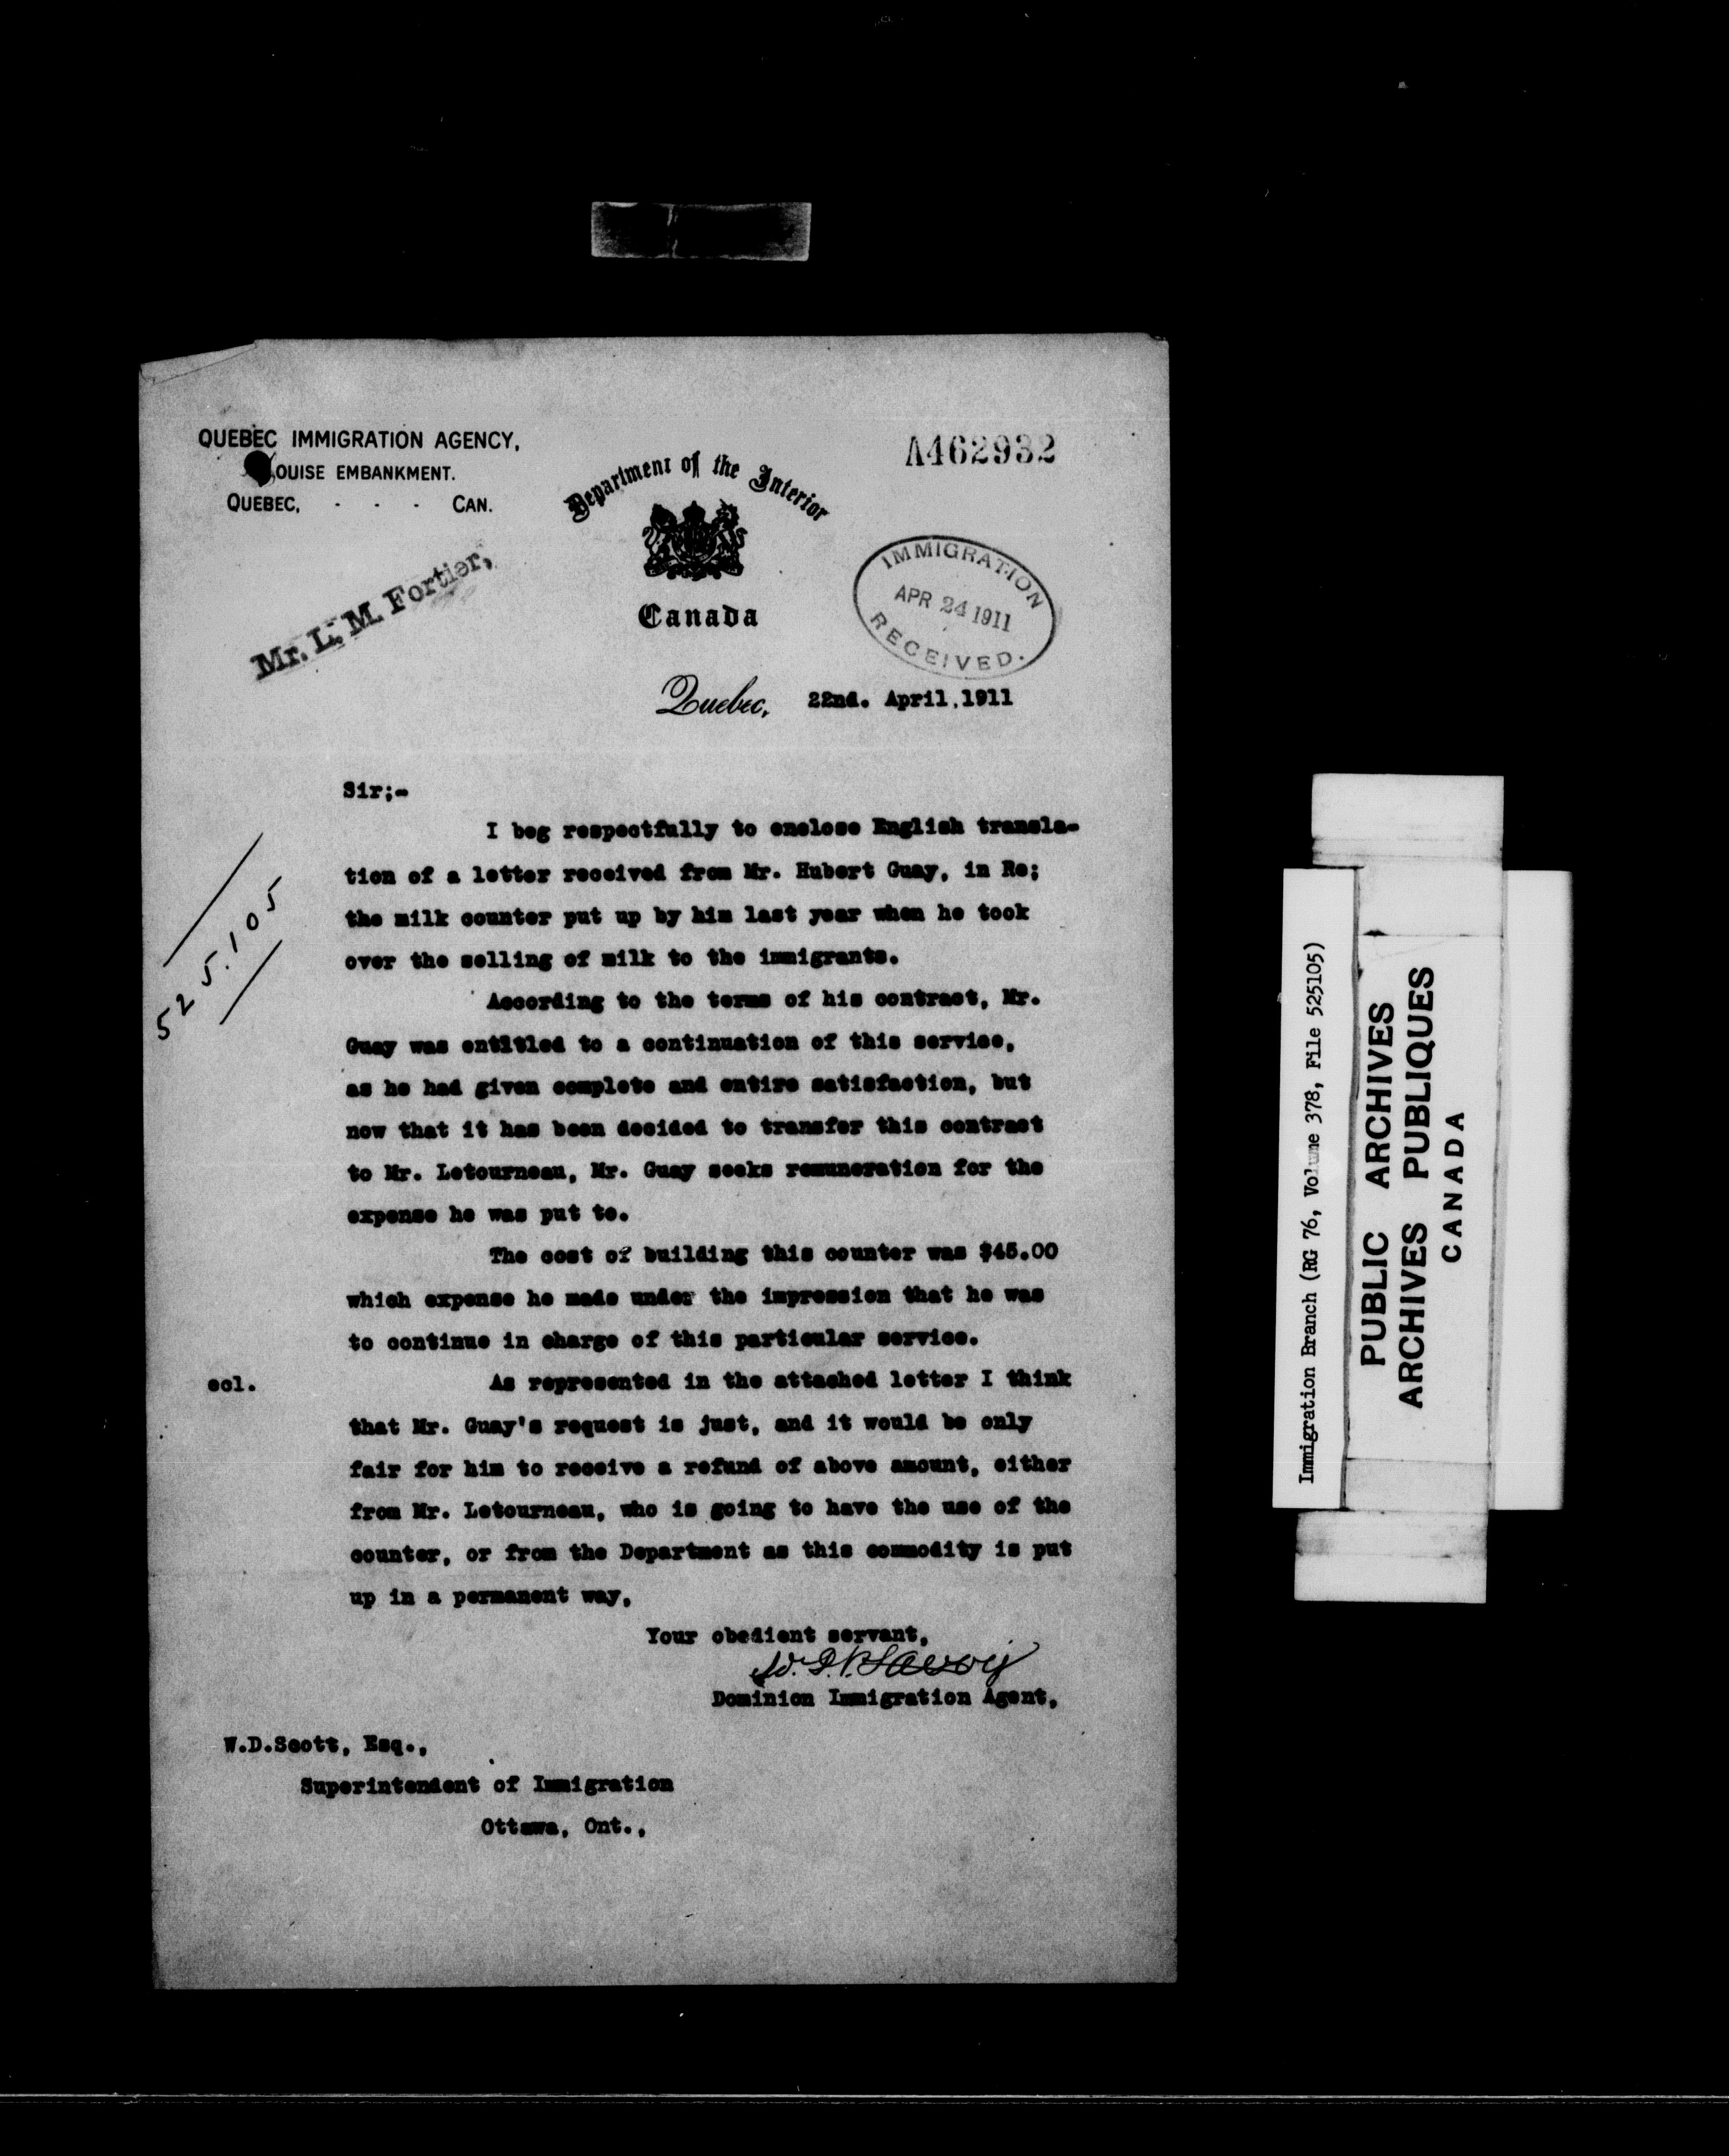 QUEBEC IMMIGRATION AGENCY,
OUISE EMBANKMENT.
QUEBEC, - - - CAN.
A462932
Department of the Interior
Canada
Mr. L. M. Fortier,
IMMIGRATION
APR 24 1911
RECEIVED.
Quebec, 22nd. April,1911
525.105
Sir;-
I beg respectfully to enclose English transla-
tion of a letter received from Mr. Hubert Guay, in Re;
the milk counter put up by him last year when he took
over the selling of milk to the immigrants.
According to the terms of his contract, Mr.
Guay was entitled to a continuation of this service,
as he had given complete and entire satisfaction, but
now that it has been decided to transfer this contract
to Mr. Letourneau, Mr. Guay seeks remuneration for the
expense he was put to.
The cost of building this counter was $45.00
which expense he made under the impression that he was
to continue in charge of this particular service.
ecl. As represented in the attached letter I think
that Mr. Guay's request is just, and it would be only
fair for him to receive a refund of above amount, either
from Mr. Letourneau, who is going to have the use of the
counter, or from the Department as this commodity is put
up in a permanent way,
Your obedient servant,
Dominion Immigration Agent,
W.D.Scott, Esq.,
Superintendent of Immigration
Ottawa, Ont.,
Immigration Branch (RG 76, Volume 378, File 525105)
PUBLIC ARCHIVES
ARCHIVES PUBLIQUES
CANADA